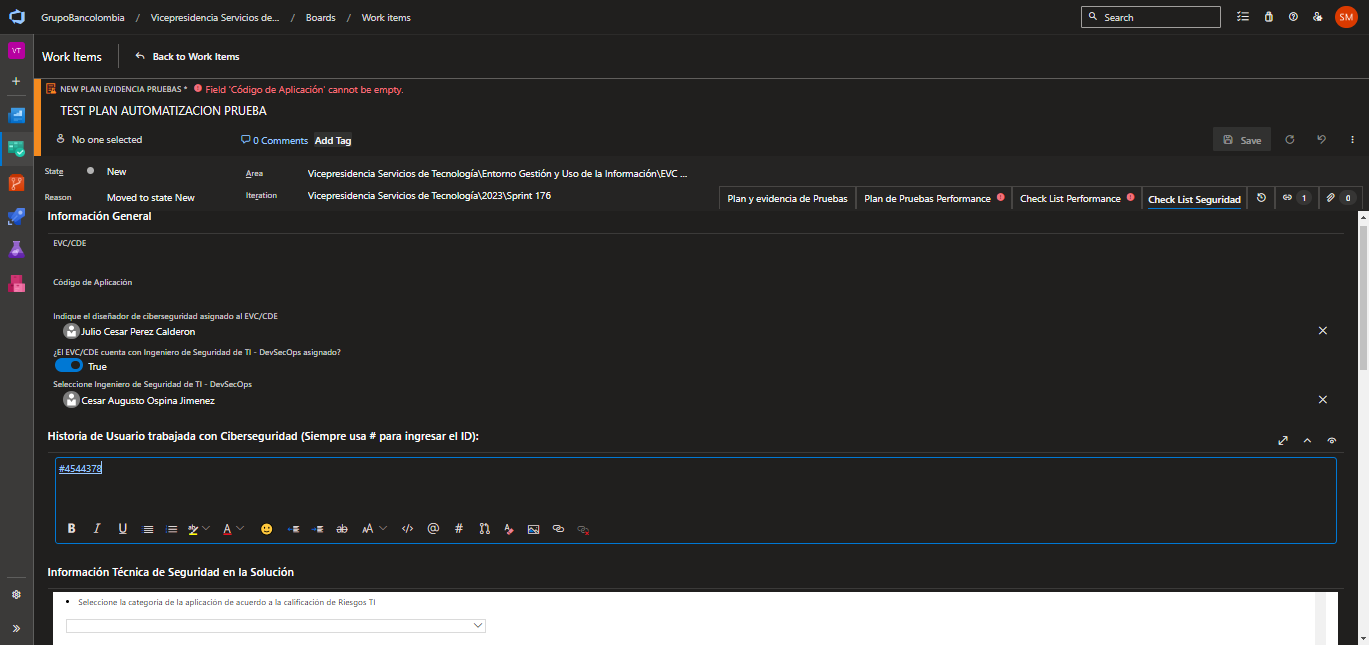 GrupoBancolombia / Vicepresidencia Servicios de... / Boards / Work items
Search
SM
VT
Work Items
Back to Work Items
NEW PLAN EVIDENCIA PRUEBAS * Field 'Código de Aplicación' cannot be empty.
TEST PLAN AUTOMATIZACION PRUEBA
No one selected
0 Comments
Add Tag
Save
State
New
Area
Vicepresidencia Servicios de Tecnología\Entorno Gestión y Uso de la Información\EVC ...
Reason
Moved to state New
Iteration
Vicepresidencia Servicios de Tecnología\2023\Sprint 176
Plan y evidencia de Pruebas
Plan de Pruebas Performance
Check List Performance
Check List Seguridad
1
0
Información General
EVC/CDE
Código de Aplicación
Indique el diseñador de ciberseguridad asignado al EVC/CDE
Julio Cesar Perez Calderon
¿El EVC/CDE cuenta con Ingeniero de Seguridad de TI - DevSecOps asignado?
True
Seleccione Ingeniero de Seguridad de TI - DevSecOps
Cesar Augusto Ospina Jimenez
Historia de Usuario trabajada con Ciberseguridad (Siempre usa # para ingresar el ID):
#4544378
Información Técnica de Seguridad en la Solución
• Seleccione la categoria de la aplicación de acuerdo a la calificación de Riesgos TI